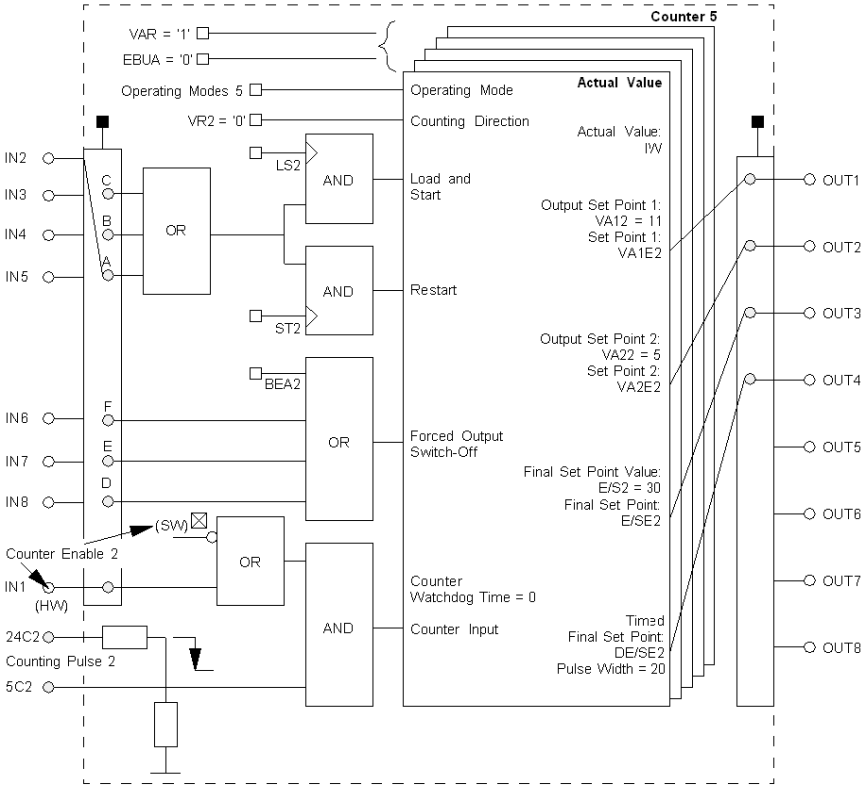 Counter 5
VAR = '1'
EBUA = '0'
Operating Modes 5
VR2 = '0'
Operating Mode
Counting Direction
Actual Value
Actual Value:
IW
IN2
IN3
IN4
IN5
C
B
A
OR
LS2
AND
Load and
Start
AND
ST2
Restart
Output Set Point 1:
VA12 = 11
Set Point 1:
VA1E2
Output Set Point 2:
VA22 = 5
Set Point 2:
VA2E2
BEA2
IN6
IN7
IN8
F
E
D
OR
Forced Output
Switch-Off
Final Set Point Value:
E/S2 = 30
Final Set Point:
E/SE2
(SW)
Counter Enable 2
IN1
(HW)
OR
Counter
Watchdog Time = 0
AND
Counter Input
24C2
Counting Pulse 2
5C2
Timed
Final Set Point:
DE/SE2
Pulse Width = 20
OUT1
OUT2
OUT3
OUT4
OUT5
OUT6
OUT7
OUT8